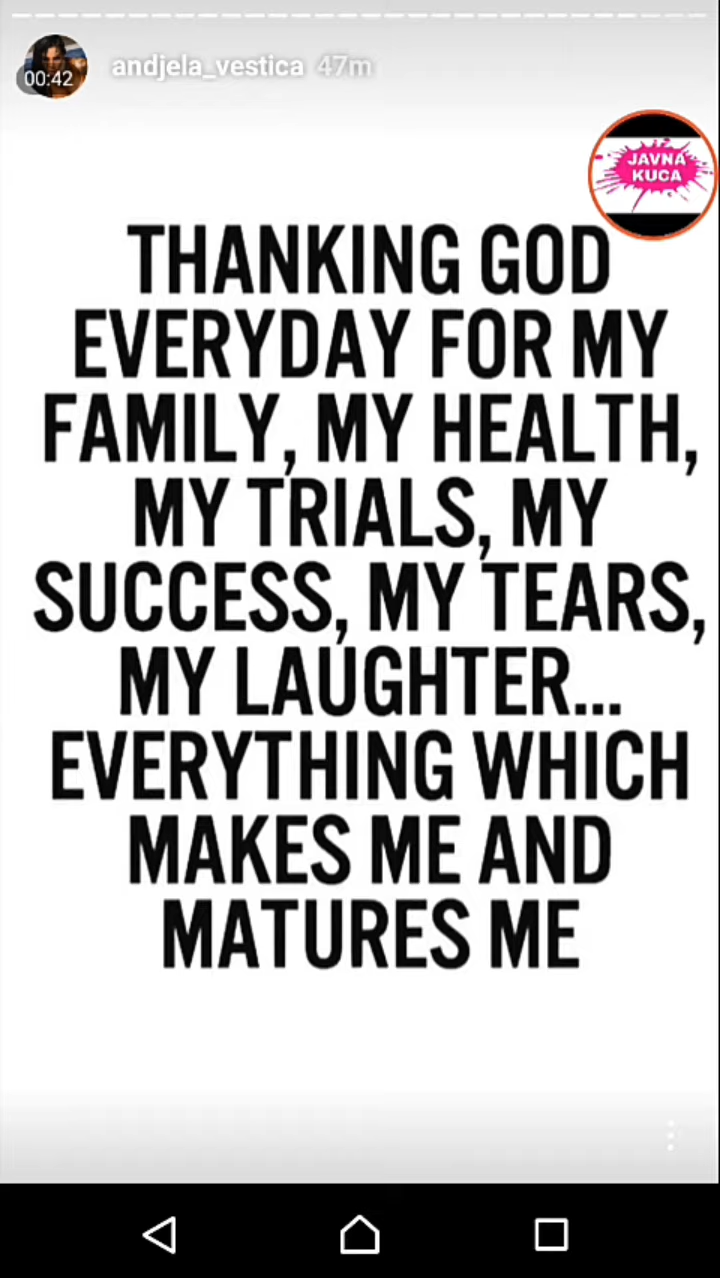 00:42
andjela_vestica 47m
JAVNA
KUCA
THANKING GOD
EVERYDAY FOR MY
FAMILY, MY HEALTH,
MY TRIALS, MY
SUCCESS, MY TEARS,
MY LAUGHTER...
EVERYTHING WHICH
MAKES ME AND
MATURES ME